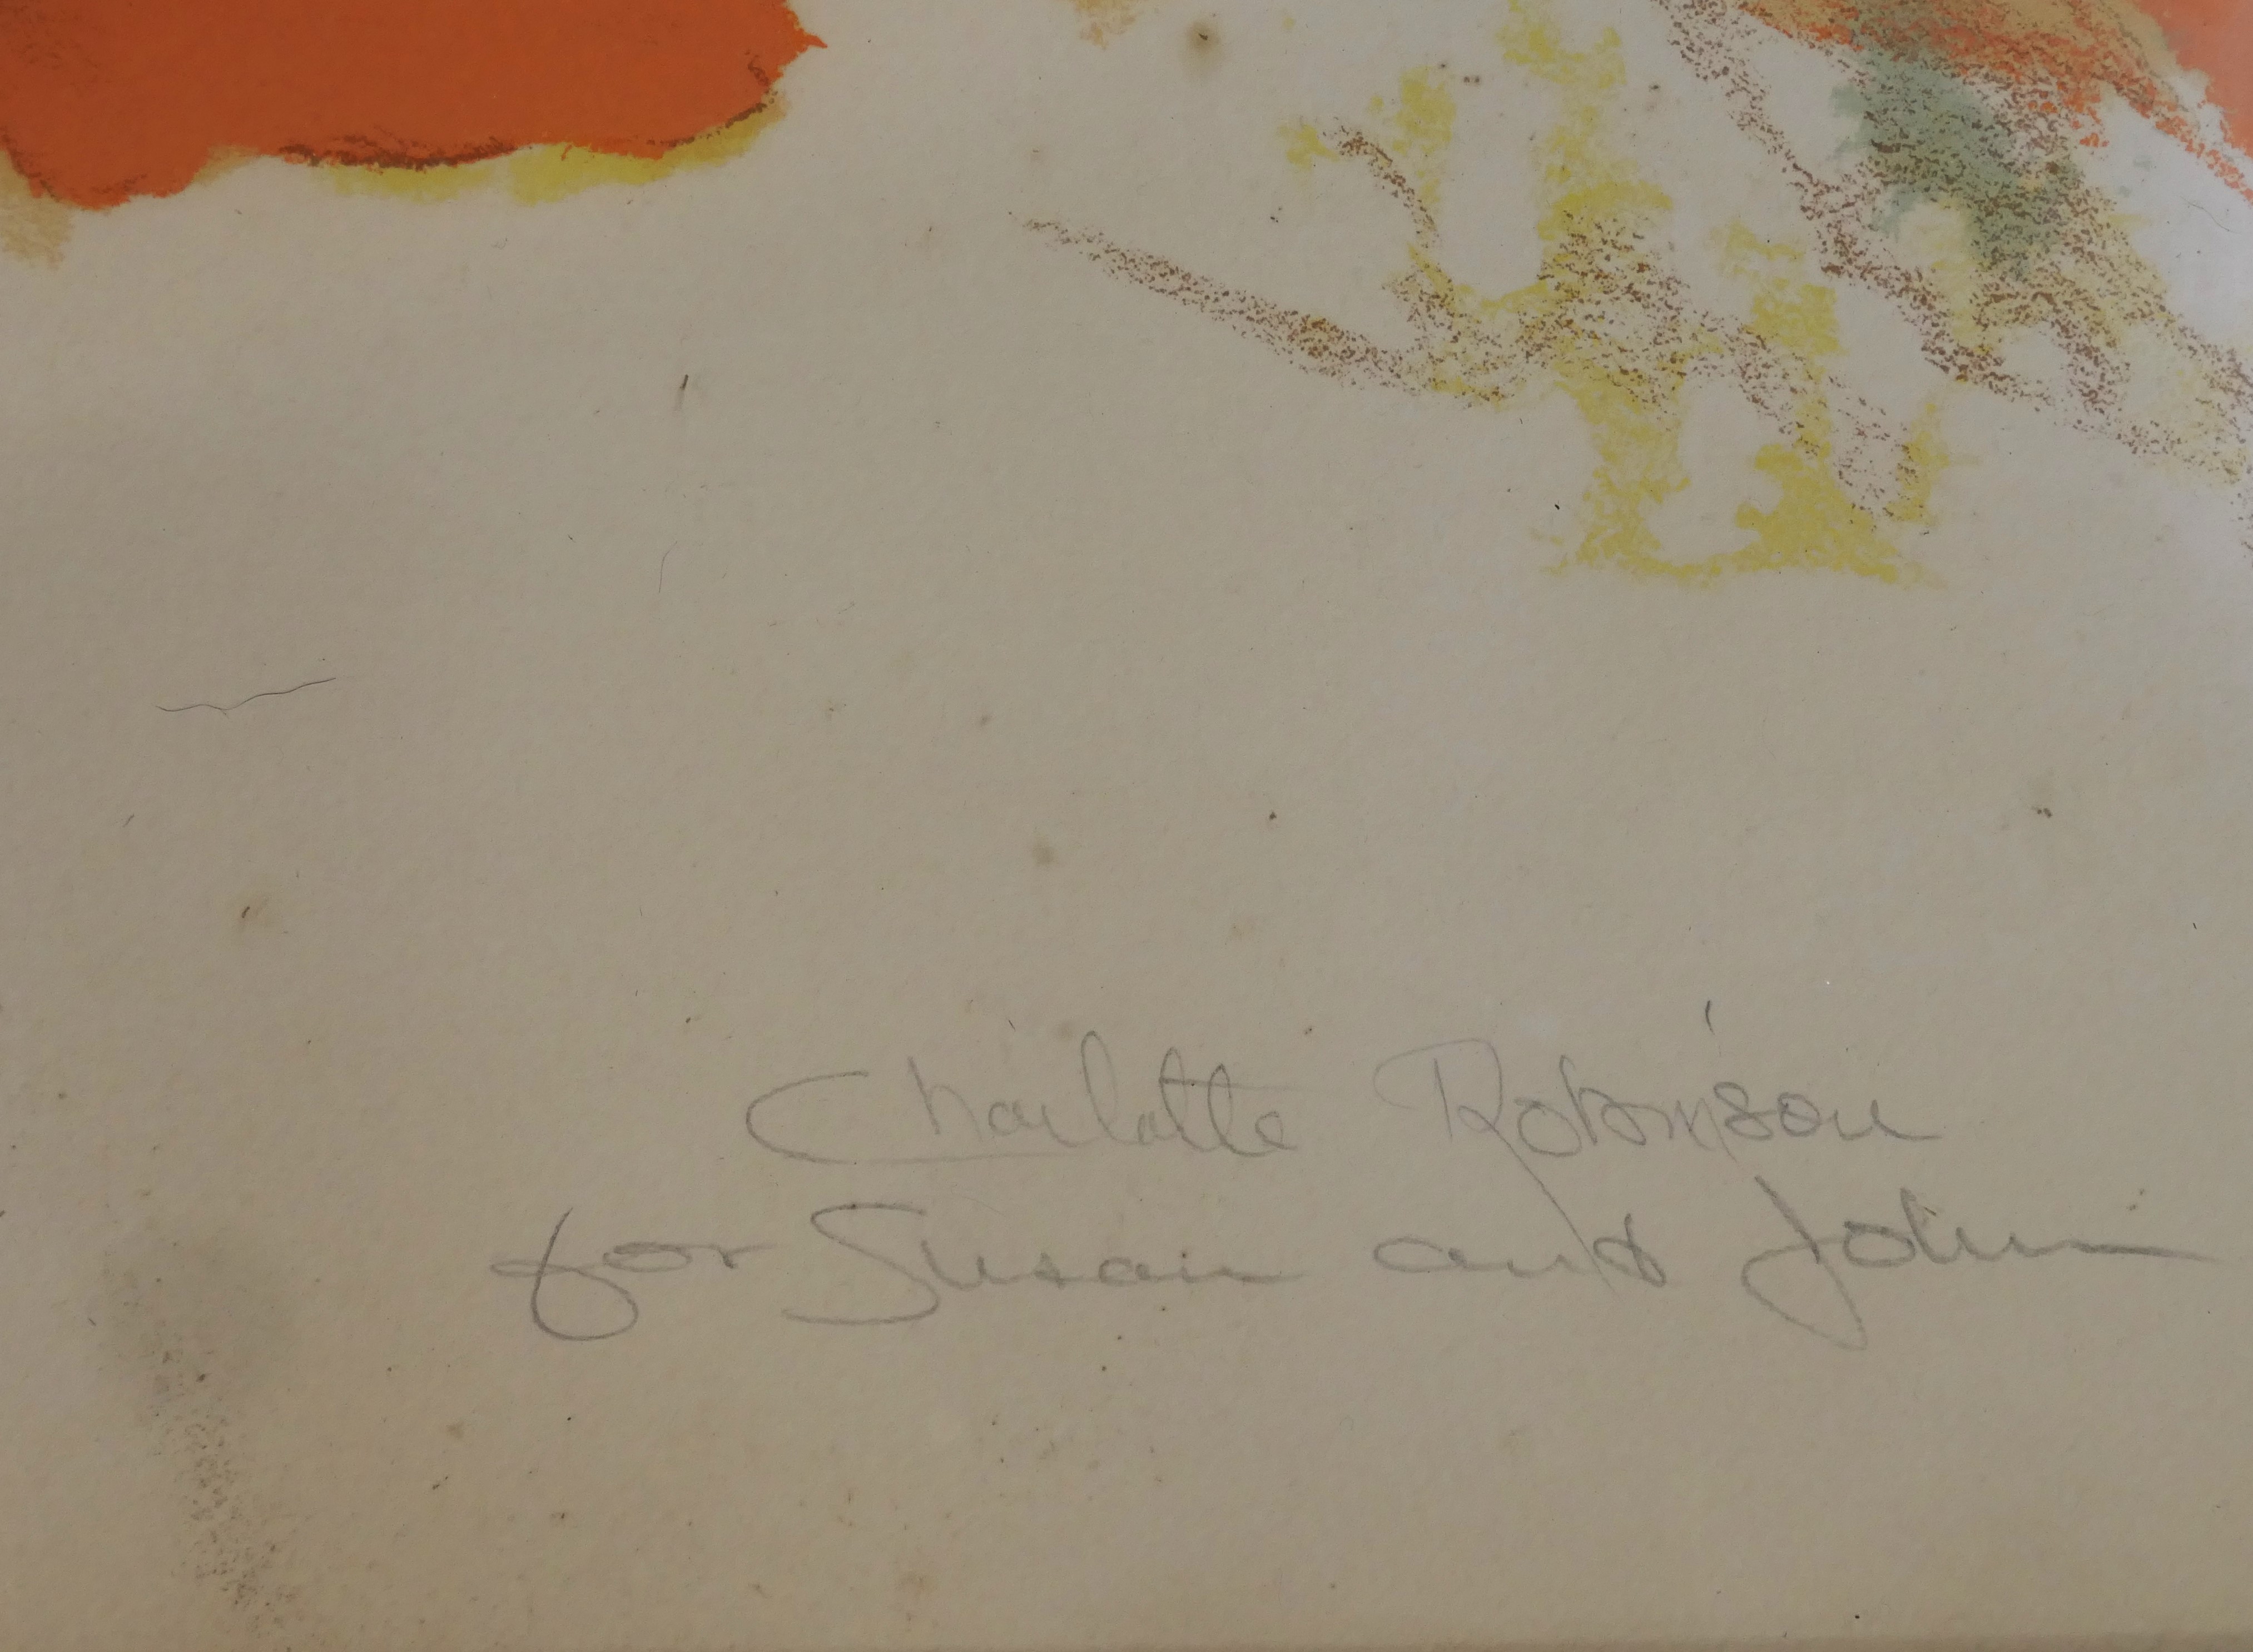 Charlotte Robinson
for Susan and John